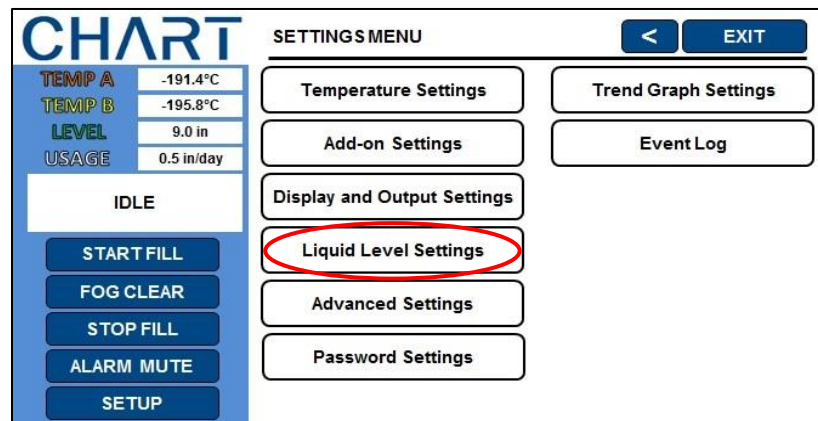 CHART
SETTINGS MENU
<
EXIT
TEMP A -191.4°C
TEMP B -195.8°C
LEVEL 9.0 in
USAGE 0.5 in/day
IDLE
START FILL
FOG CLEAR
STOP FILL
ALARM MUTE
SETUP
Temperature Settings
Add-on Settings
Display and Output Settings
Liquid Level Settings
Advanced Settings
Password Settings
Trend Graph Settings
Event Log